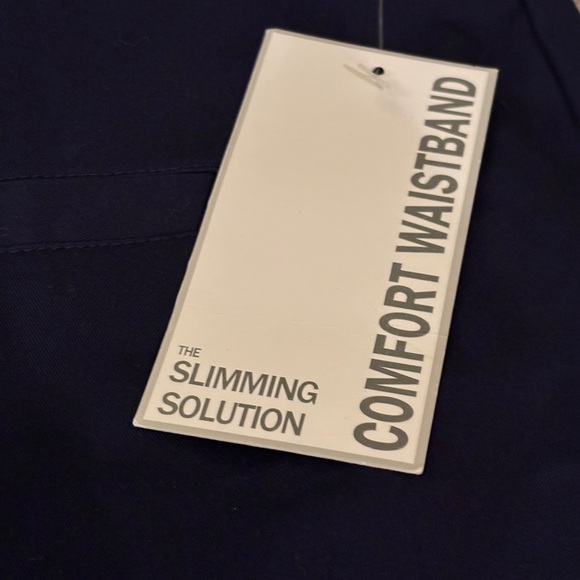 COMFORT WAISTBAND
THE
SLIMMING
SOLUTION